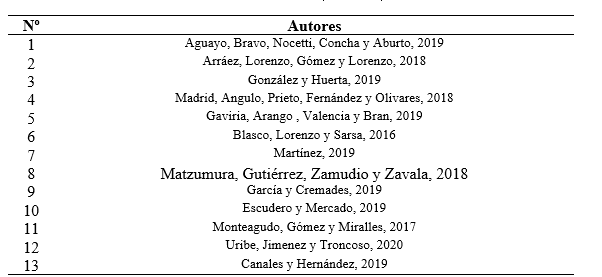 Nº Autores
1 Aguayo, Bravo, Nocetti, Concha y Aburto, 2019
2 Arráez, Lorenzo, Gómez y Lorenzo, 2018
3 González y Huerta, 2019
4 Madrid, Angulo, Prieto, Fernández y Olivares, 2018
5 Gaviria, Arango , Valencia y Bran, 2019
6 Blasco, Lorenzo y Sarsa, 2016
7 Martínez, 2019
8 Matzumura, Gutiérrez, Zamudio y Zavala, 2018
9 García y Cremades, 2019
10 Escudero y Mercado, 2019
11 Monteagudo, Gómez y Miralles, 2017
12 Uribe, Jimenez y Troncoso, 2020
13 Canales y Hernández, 2019